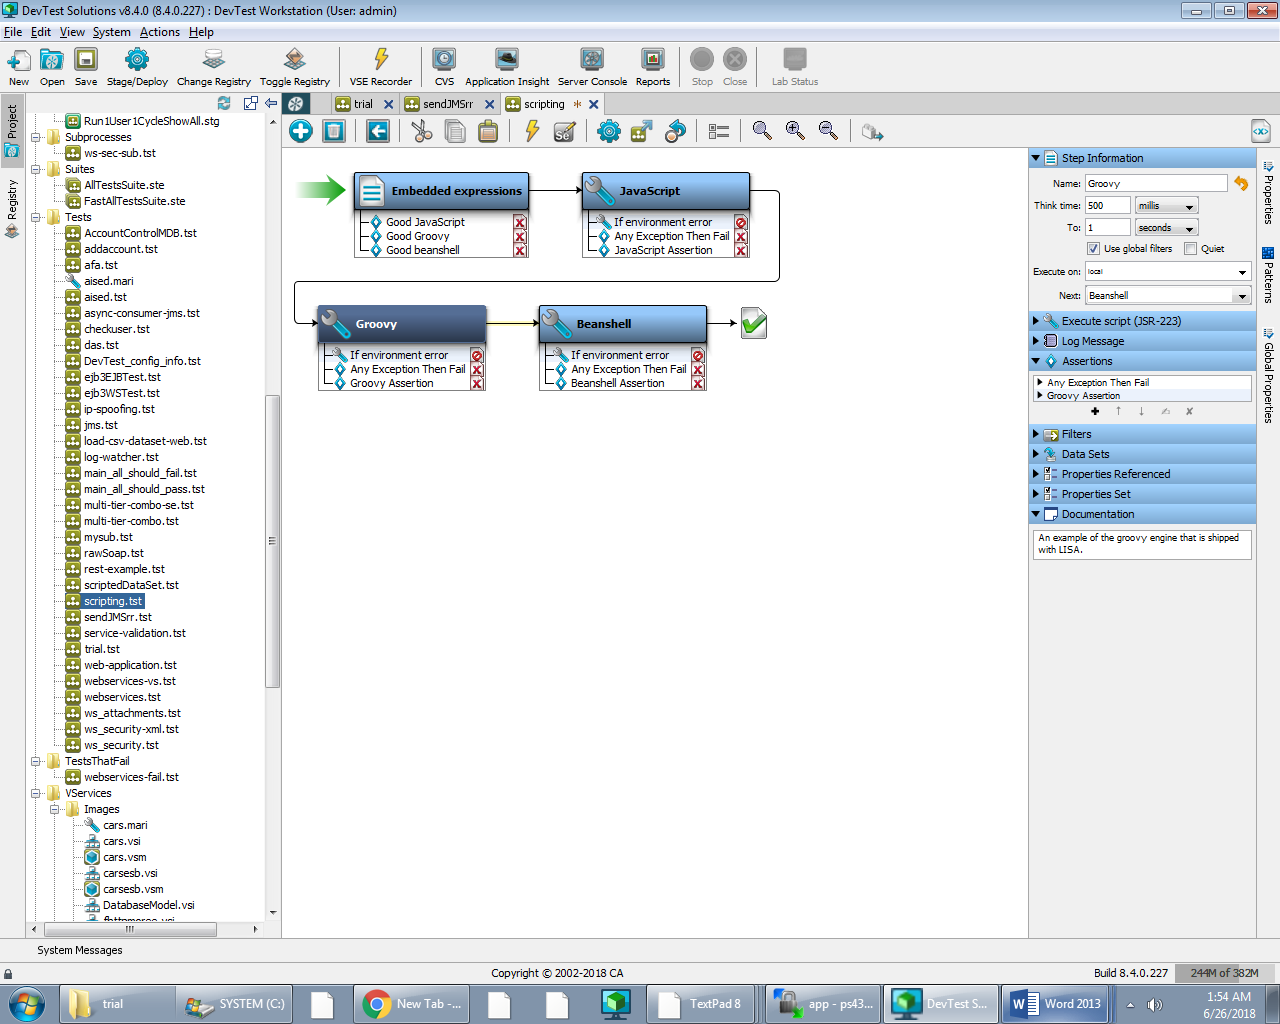 DevTest Solutions v8.4.0 (8.4.0.227) : DevTest Workstation (User: admin)
File Edit View System Actions Help
New Open Save Stage/Deploy Change Registry Toggle Registry VSE Recorder CVS Application Insight Server Console Reports Stop Close Lab Status
Project
Registry
trial
sendJMSrr
scripting
Run1User1CycleShowAll.stg
Subprocesses
ws-sec-sub.tst
Suites
AllTestsSuite.ste
FastAllTestsSuite.ste
Tests
AccountControlMDB.tst
addaccount.tst
afa.tst
aised.mari
aised.tst
async-consumer-jms.tst
checkuser.tst
das.tst
DevTest_config_info.tst
ejb3EJBTest.tst
ejb3WSTest.tst
ip-spoofing.tst
jms.tst
load-csv-dataset-web.tst
log-watcher.tst
main_all_should_fail.tst
main_all_should_pass.tst
multi-tier-combo-se.tst
multi-tier-combo.tst
mysub.tst
rawSoap.tst
rest-example.tst
scriptedDataSet.tst
scripting.tst
sendJMSrr.tst
service-validation.tst
trial.tst
web-application.tst
webservices-vs.tst
webservices.tst
ws_attachments.tst
ws_security-xml.tst
ws_security.tst
TestsThatFail
webservices-fail.tst
VServices
Images
cars.mari
cars.vsi
cars.vsm
carsesb.vsi
carsesb.vsm
DatabaseModel.vsi
Se
Embedded expressions
Good JavaScript
Good Groovy
Good beanshell
JavaScript
If environment error
Any Exception Then Fail
JavaScript Assertion
Groovy
If environment error
Any Exception Then Fail
Groovy Assertion
Beanshell
If environment error
Any Exception Then Fail
Beanshell Assertion
Step Information
Name: Groovy
Think time: 500 millis
To: 1 seconds
Use global filters Quiet
Execute on: local
Next: Beanshell
Execute script (JSR-223)
Log Message
Assertions
Any Exception Then Fail
Groovy Assertion
Filters
Data Sets
Properties Referenced
Properties Set
Documentation
An example of the groovy engine that is shipped
with LISA.
Properties
Patterns
Global Properties
System Messages
Copyright © 2002-2018 CA
Build 8.4.0.227
244M of 382M
trial
SYSTEM (C:)
New Tab -...
TextPad 8
app - ps43...
DevTest S...
Word 2013
1:54 AM
6/26/2018